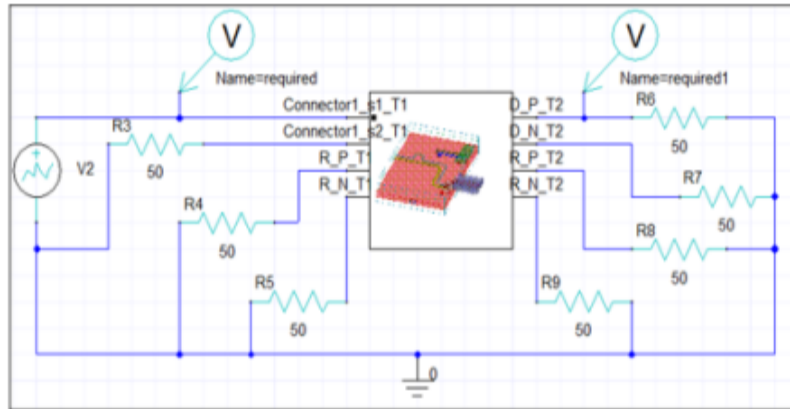 V
V
Name=required
Name=required1
Connector1_s1_T1
D_P_T2
R6
R3
Connector1_s2_T1
D_N_T2
50
V2
50
R_P_T1
R_P_T2
R7
R4
R_N_T1
R_N_T2
50
R8
50
R5
R9
50
50
50
0